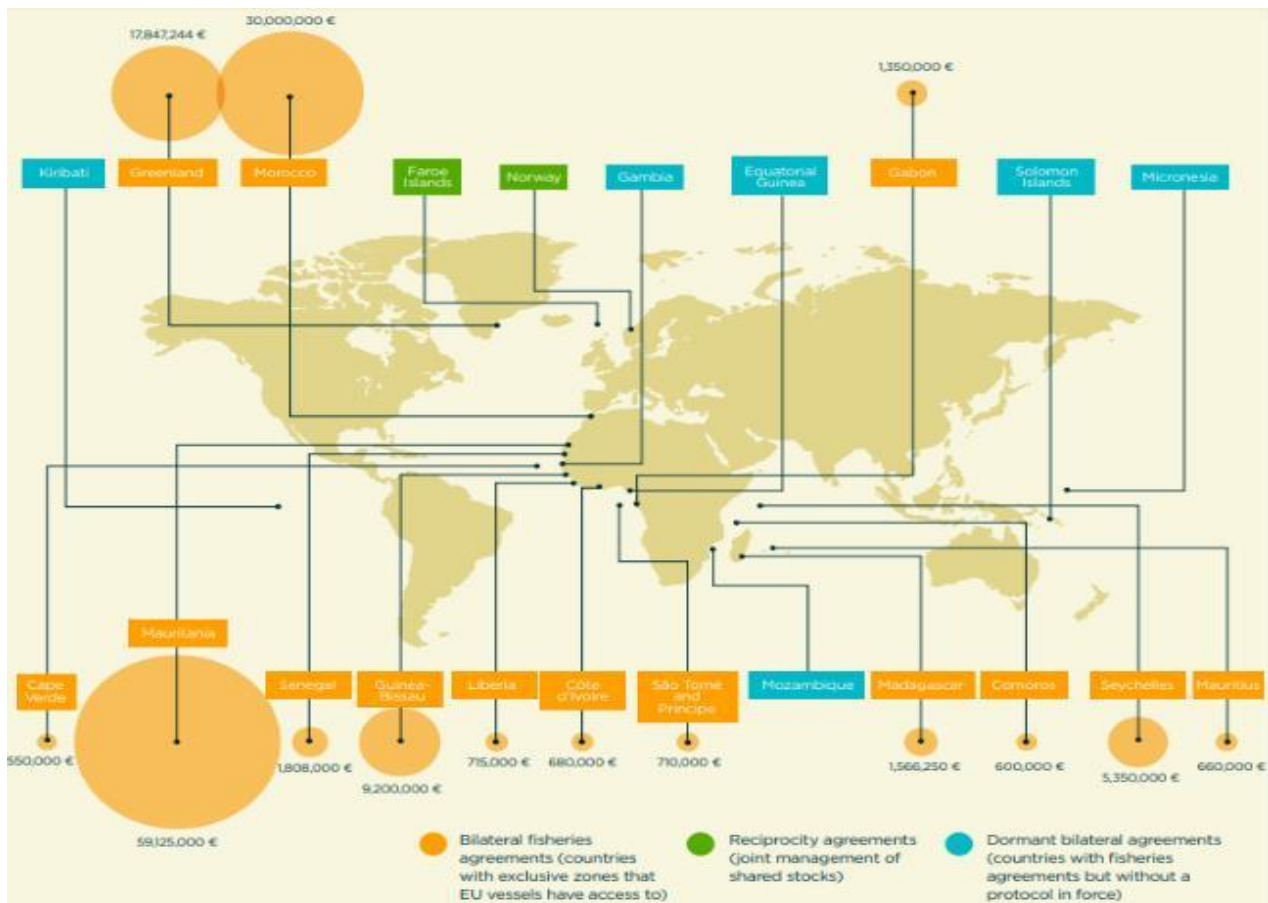 30,000,000 €
17,847,244 €
1,350,000 €
Kiribati
Greenland
Morocco
Faroe
Islands
Norway
Gambia
Equatorial
Guinea
Gabon
Solomon
Islands
Micronesia
Mauritania
Cape
Verde
Senegal
Guinea-
Bissau
Liberia
Côte
d'Ivoire
São Tomé
and
Principe
Mozambique
Madagascar
Comoros
Seychelles
Mauritius
550,000 €
59,125,000 €
1,808,000 €
9,200,000 €
715,000 €
680,000 €
710,000 €
1,566,250 €
600,000 €
5,350,000 €
660,000 €
Bilateral fisheries
agreements (countries
with exclusive zones that
EU vessels have access to)
Reciprocity agreements
(joint management of
shared stocks)
Dormant bilateral agreements
(countries with fisheries
agreements but without a
protocol in force)